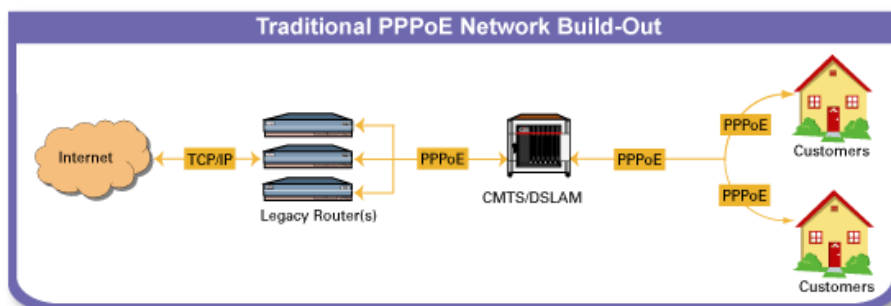 Traditional PPPoE Network Build-Out
Internet
TCP/IP
Legacy Router(s)
PPPoE
CMTS/DSLAM
PPPoE
PPPoE
Customers
PPPoE
Customers